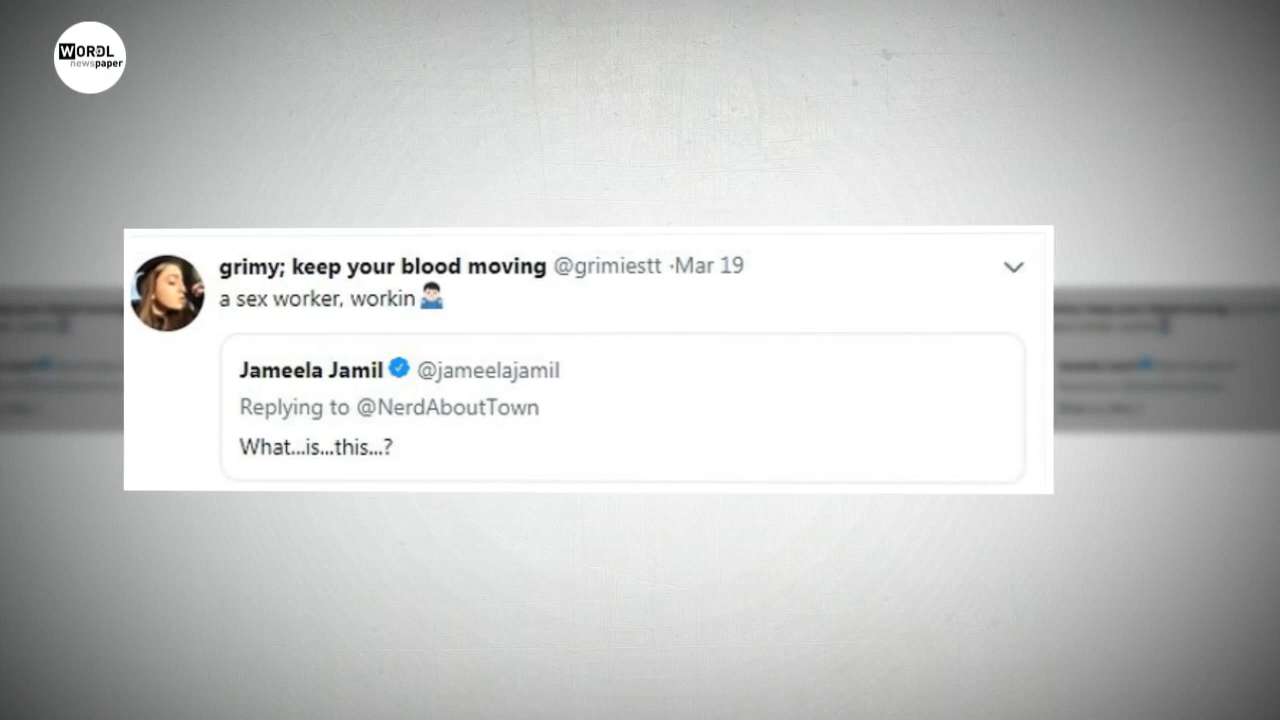 WORDL
newspaper
grimy; keep your blood moving @grimiestt ·Mar 19
a sex worker, workin 🤷🏻‍♂️
Jameela Jamil @jameelajamil
Replying to @NerdAboutTown
What...is...this...?